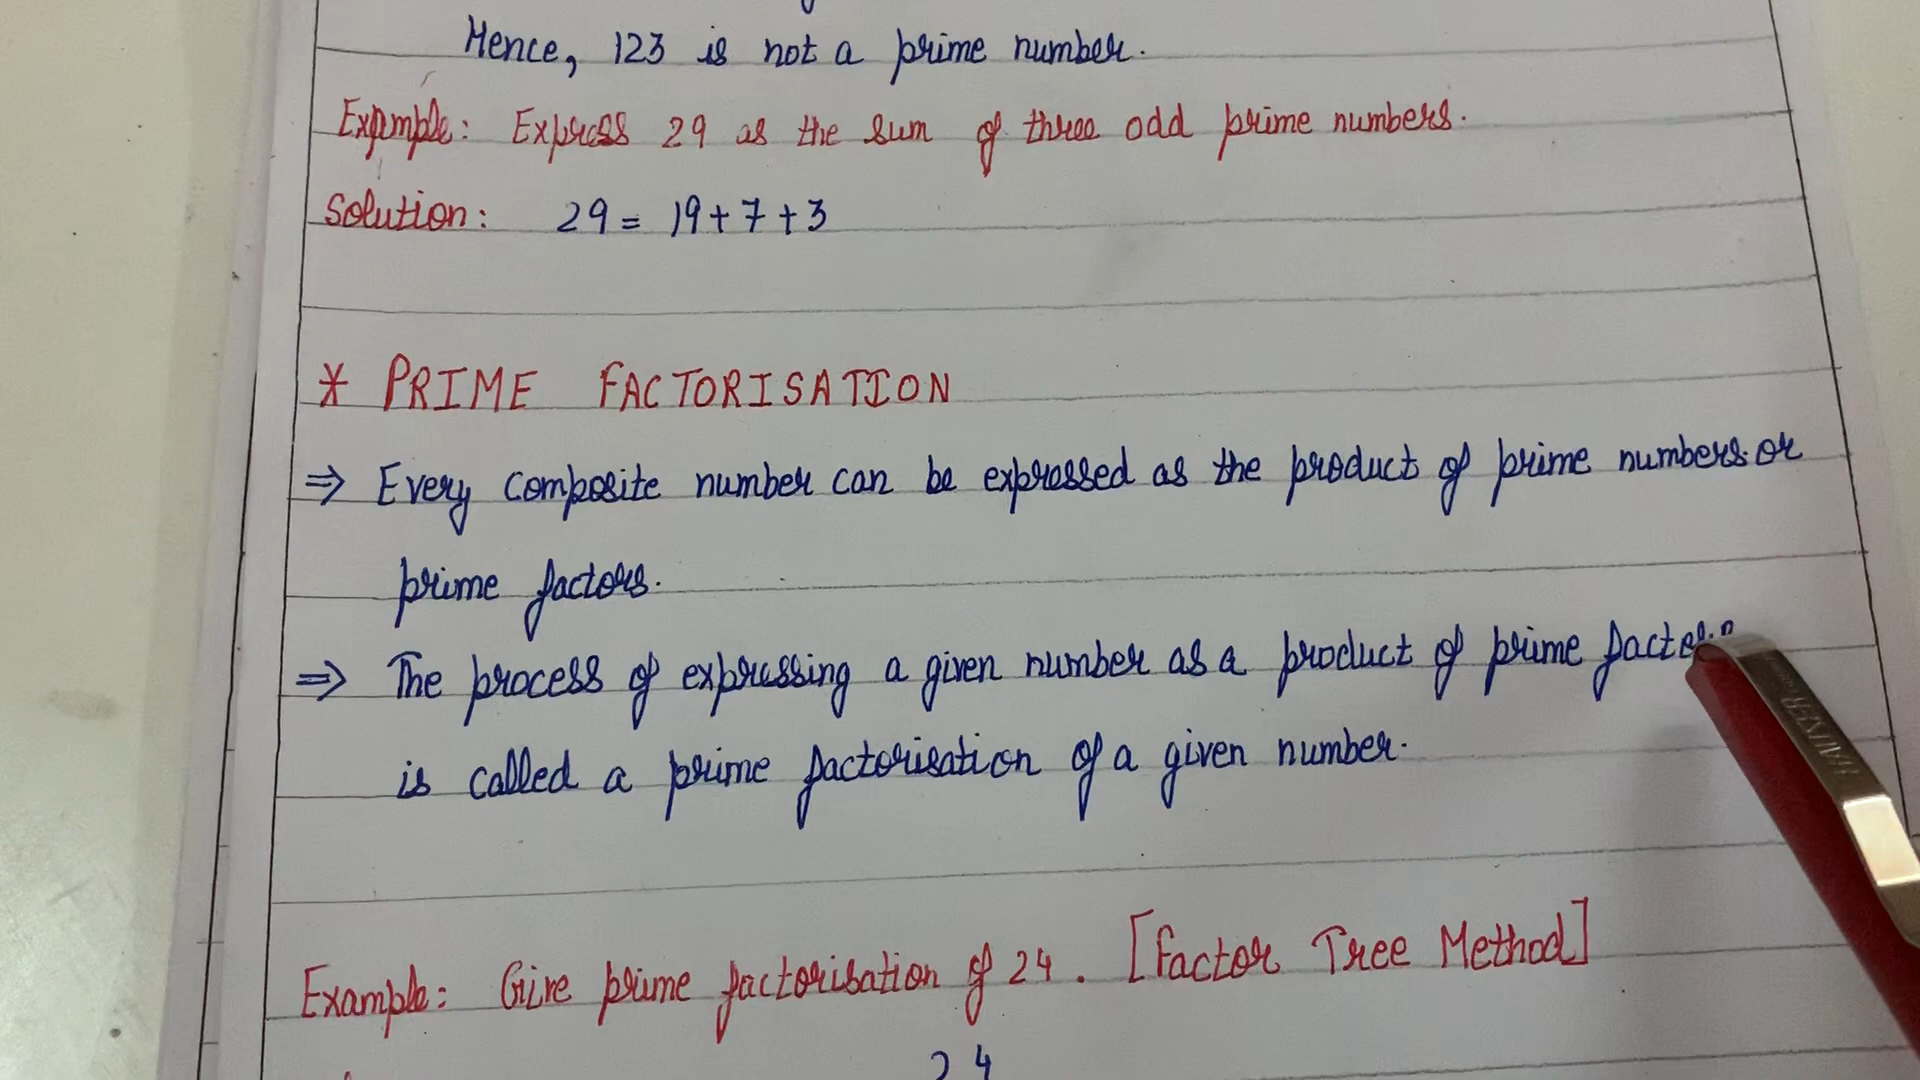 Hence, 123 is not a prime number.
Example: Express 29 as the sum of three odd prime numbers.
Solution: 29 = 19 + 7 + 3
* PRIME FACTORISATION
⇒ Every composite number can be expressed as the product of prime numbers or
prime factors.
⇒ The process of expressing a given number as a product of prime factors
is called a prime factorisation of a given number.
Example: Give prime factorisation of 24. [Factor Tree Method]
24